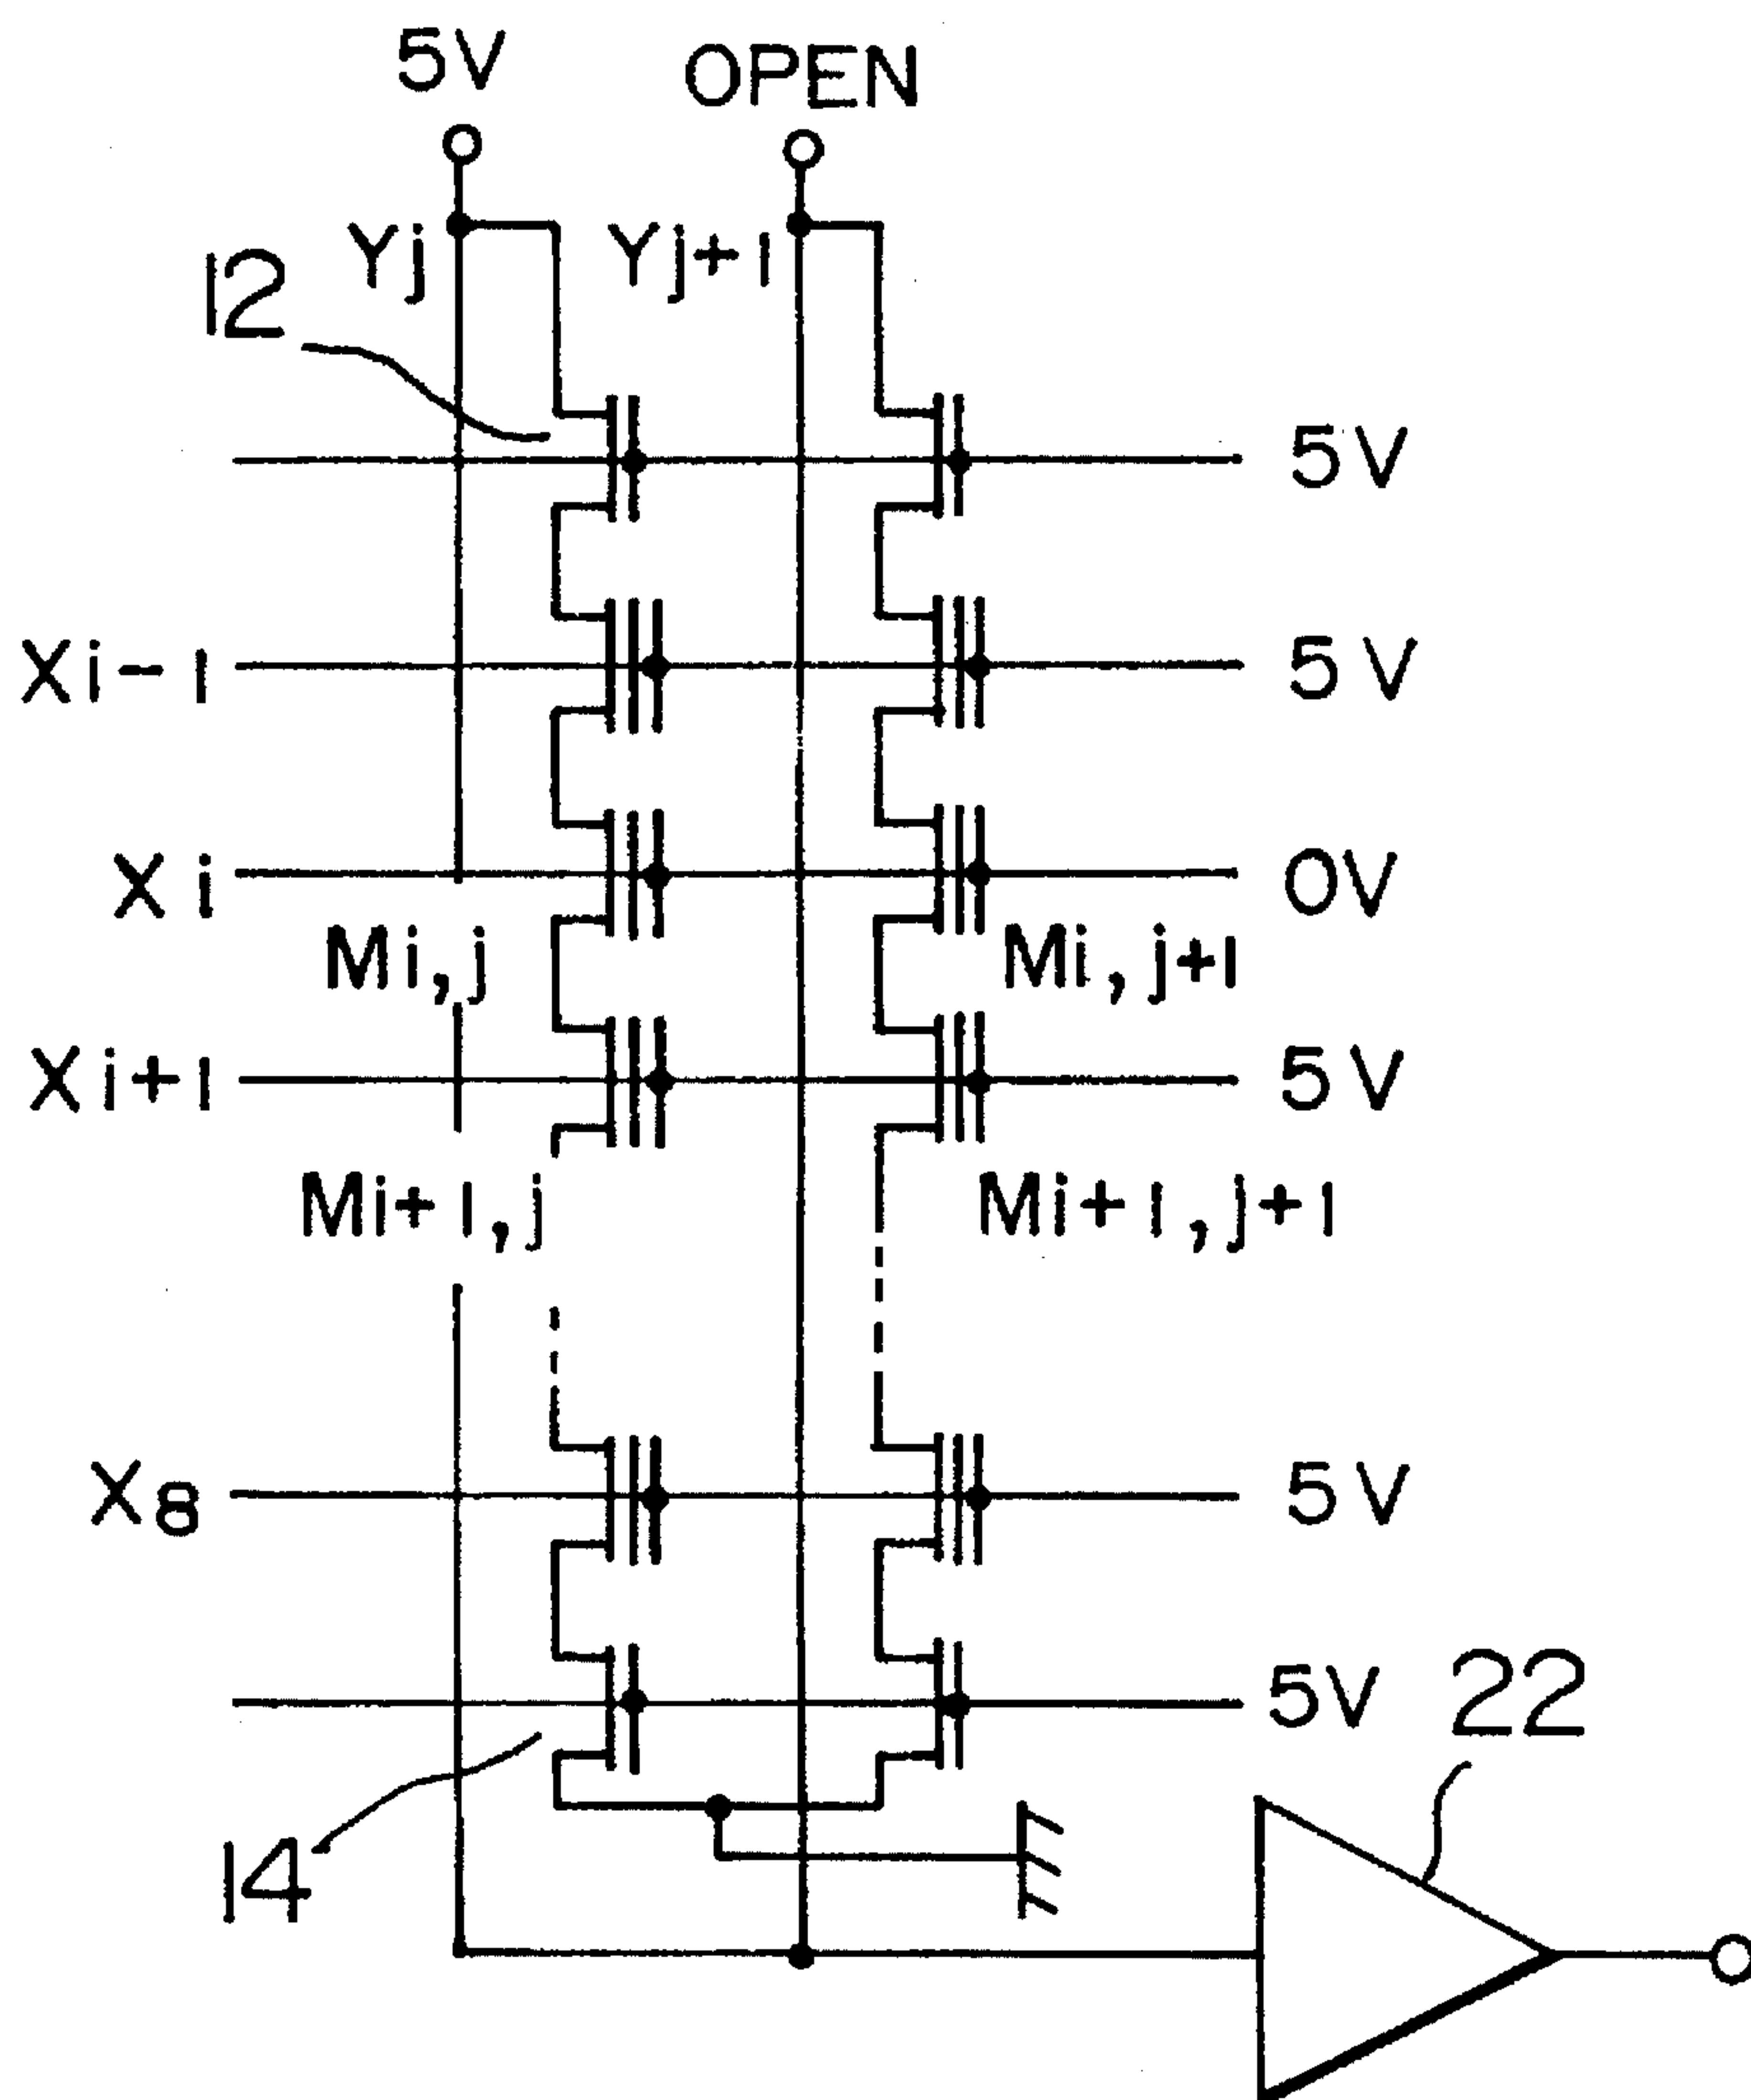 5V OPEN
Yj Yj+1
12
5V
Xi-1 5V
Xi 0V
Mi,j Mi,j+1
Xi+1 5V
Mi+1,j Mi+1,j+1
X8 5V
5V 22
14